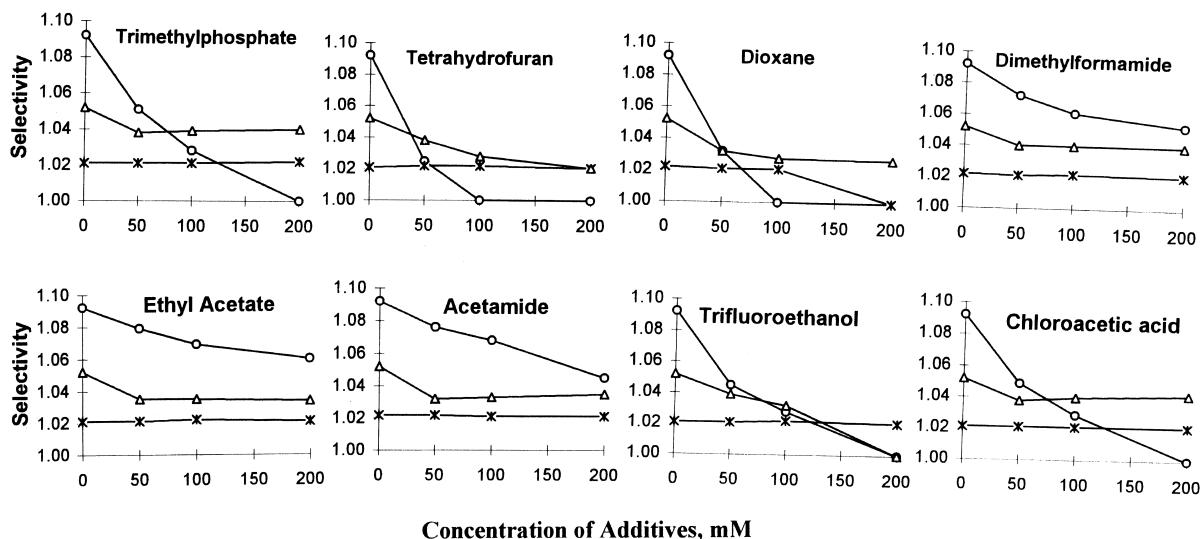 Trimethylphosphate
Selectivity
1.10
1.08
1.06
1.04
1.02
1.00
0 50 100 150 200
Tetrahydrofuran
1.10
1.08
1.06
1.04
1.02
1.00
0 50 100 150 200
Dioxane
1.10
1.08
1.06
1.04
1.02
1.00
0 50 100 150 200
Dimethylformamide
1.10
1.08
1.06
1.04
1.02
1.00
0 50 100 150 200
Ethyl Acetate
Selectivity
1.10
1.08
1.06
1.04
1.02
1.00
0 50 100 150 200
Acetamide
1.10
1.08
1.06
1.04
1.02
1.00
0 50 100 150 200
Trifluoroethanol
1.10
1.08
1.06
1.04
1.02
1.00
0 50 100 150 200
Chloroacetic acid
1.10
1.08
1.06
1.04
1.02
1.00
0 50 100 150 200
Concentration of Additives, mM